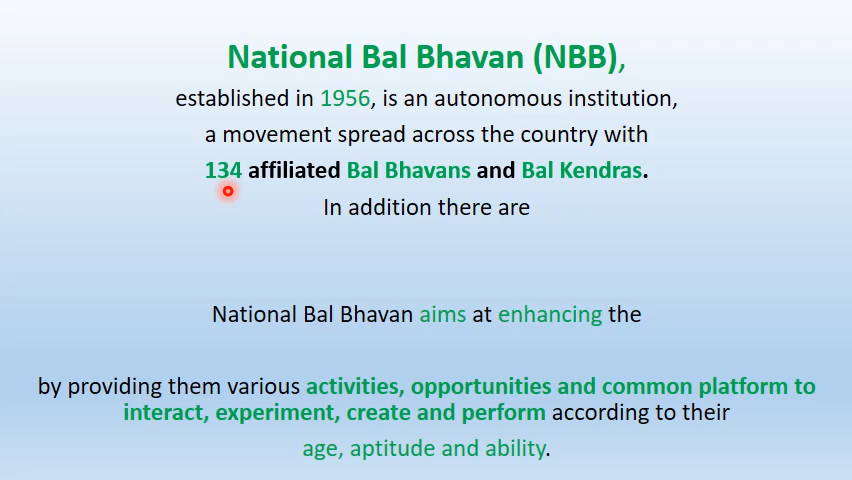 National Bal Bhavan (NBB),
established in 1956, is an autonomous institution,
a movement spread across the country with
134 affiliated Bal Bhavans and Bal Kendras.
In addition there are
National Bal Bhavan aims at enhancing the
by providing them various activities, opportunities and common platform to
interact, experiment, create and perform according to their
age, aptitude and ability.